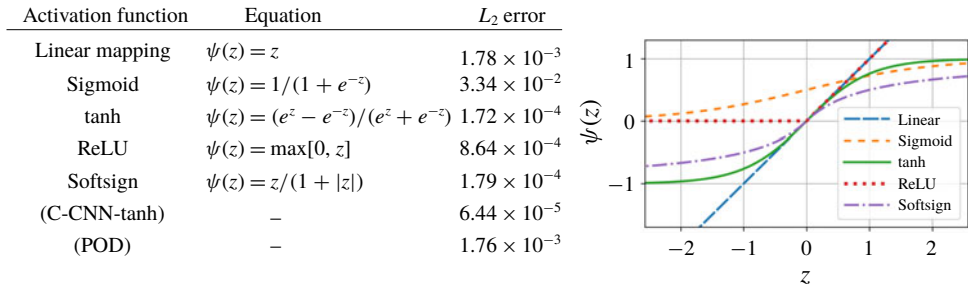 Activation function Equation L₂ error
Linear mapping ψ(z) = z 1.78 × 10⁻³
Sigmoid ψ(z) = 1/(1 + e⁻ᶻ) 3.34 × 10⁻²
tanh ψ(z) = (eᶻ − e⁻ᶻ)/(eᶻ + e⁻ᶻ) 1.72 × 10⁻⁴
ReLU ψ(z) = max[0, z] 8.64 × 10⁻⁴
Softsign ψ(z) = z/(1 + |z|) 1.79 × 10⁻⁴
(C-CNN-tanh) – 6.44 × 10⁻⁵
(POD) – 1.76 × 10⁻³
ψ(z)
1
0
−1
Linear
Sigmoid
tanh
ReLU
Softsign
−2 −1 0 1 2
z